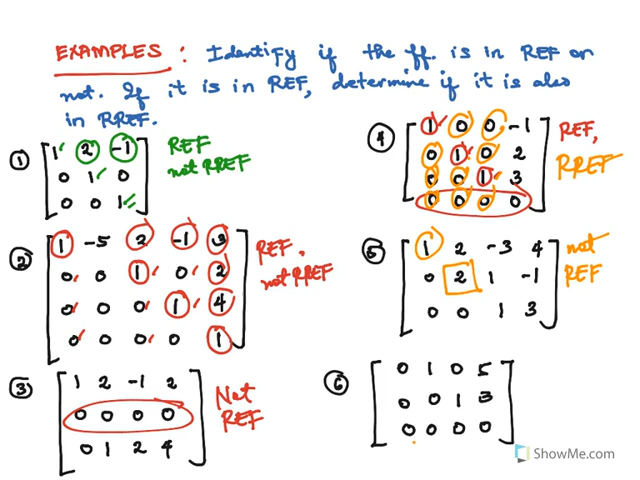 EXAMPLES : Identify if the ff. is in REF or
not. If it is in REF, determine if it is also
in RREF.
① 1 2 -1 REF
0 1 0 not RREF
0 0 1
② 1 -5 2 -1 3 REF.
0 0 1 0 2 not RREF
0 0 0 1 4
0 0 0 0 1
③ 1 2 -1 2 Not
0 0 0 0 REF
0 1 2 4
④ 1 0 0 -1 REF,
0 1 0 2 RREF
0 0 1 3
0 0 0 0
⑤ 1 2 -3 4 not
0 2 1 -1 REF
0 0 1 3
⑥ 0 1 0 5
0 0 1 3
0 0 0 0
ShowMe.com